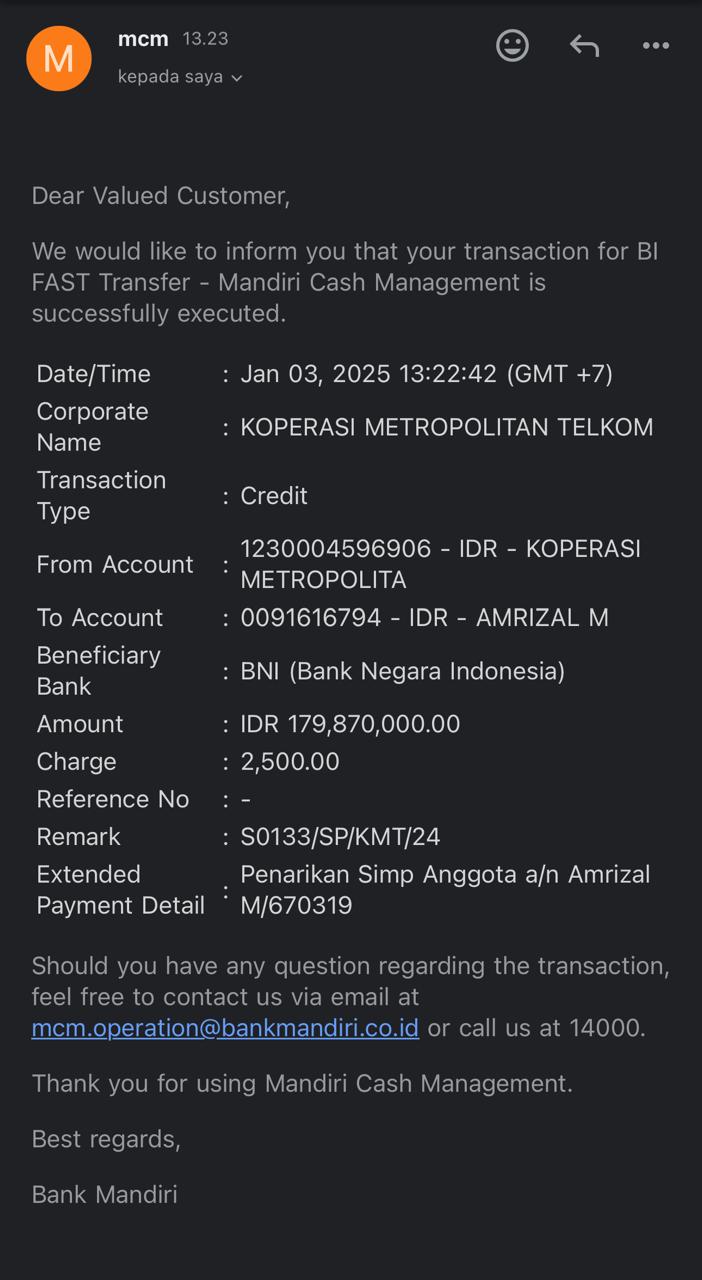 M
mcm 13.23
kepada saya
Dear Valued Customer,
We would like to inform you that your transaction for BI
FAST Transfer - Mandiri Cash Management is
successfully executed.
Date/Time : Jan 03, 2025 13:22:42 (GMT +7)
Corporate
Name : KOPERASI METROPOLITAN TELKOM
Transaction
Type : Credit
From Account : 1230004596906 - IDR - KOPERASI
METROPOLITA
To Account : 0091616794 - IDR - AMRIZAL M
Beneficiary
Bank : BNI (Bank Negara Indonesia)
Amount : IDR 179,870,000.00
Charge : 2,500.00
Reference No : -
Remark : S0133/SP/KMT/24
Extended
Payment Detail : Penarikan Simp Anggota a/n Amrizal
M/670319
Should you have any question regarding the transaction,
feel free to contact us via email at
mcm.operation@bankmandiri.co.id or call us at 14000.
Thank you for using Mandiri Cash Management.
Best regards,
Bank Mandiri